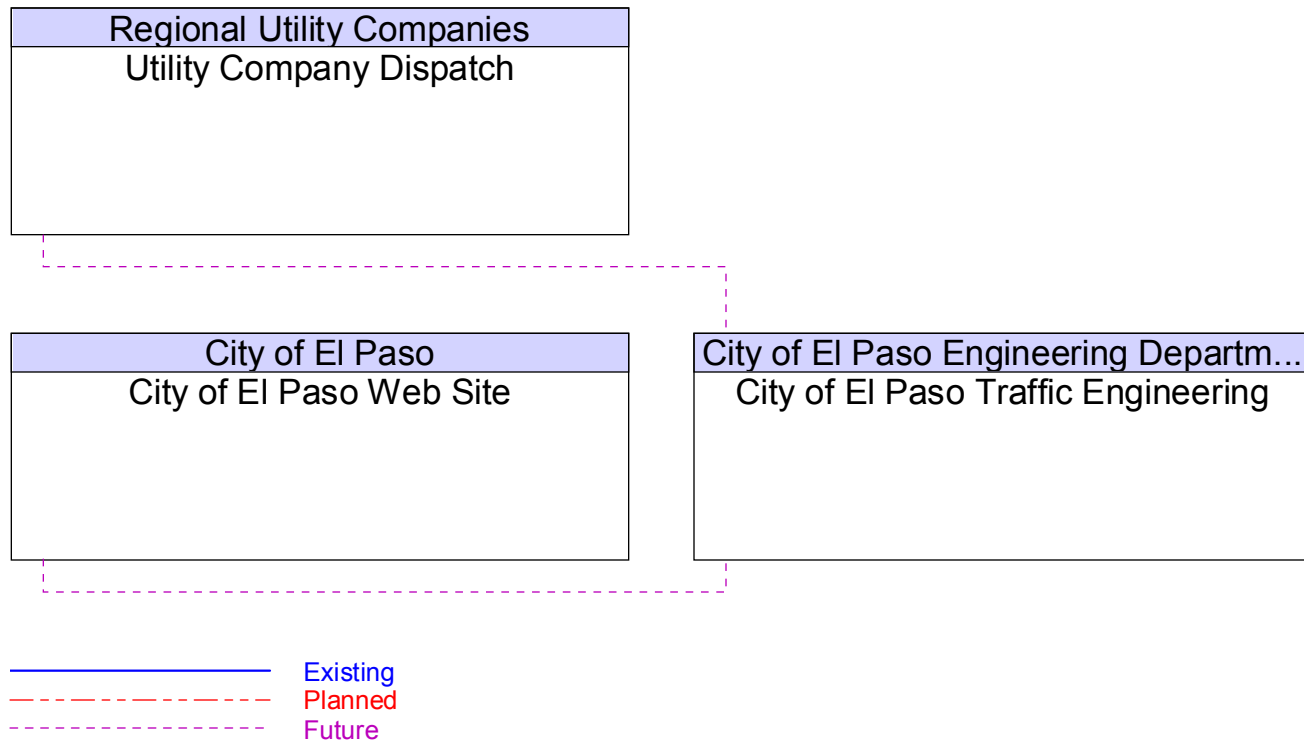 Regional Utility Companies
Utility Company Dispatch
City of El Paso
City of El Paso Web Site
City of El Paso Engineering Departm...
City of El Paso Traffic Engineering
Existing
Planned
Future